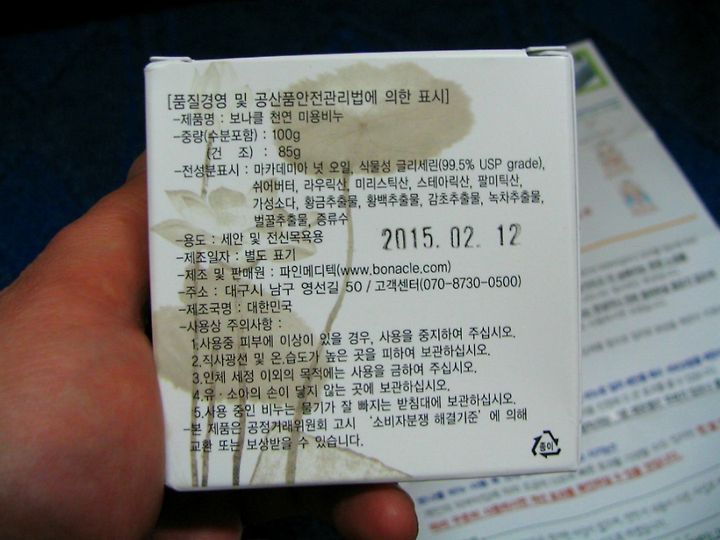 [품질경영 및 공산품안전관리법에 의한 표시]
-제품명 : 보나클 천연 미용비누
-중량(수분포함) : 100g
(건 조) : 85g
-전성분표시 : 마카데미아 넛 오일, 식물성 글리세린(99.5% USP grade),
쉬어버터, 라우릭산, 미리스틱산, 스테아릭산, 팔미틱산,
가성소다, 황금추출물, 황백추출물, 감초추출물, 녹차추출물,
벌꿀추출물, 증류수
-용도 : 세안 및 전신목욕용
2015. 02. 12
-제조일자 : 별도 표기
-제조 및 판매원 : 파인메디텍(www.bonacle.com)
-주소 : 대구시 남구 영선길 50 / 고객센터(070-8730-0500)
-제조국명 : 대한민국
-사용상 주의사항 :
1.사용중 피부에 이상이 있을 경우, 사용을 중지하여 주십시오.
2.직사광선 및 온.습도가 높은 곳을 피하여 보관하십시오.
3.인체 세정 이외의 목적에는 사용을 금하여 주십시오.
4.유·소아의 손이 닿지 않는 곳에 보관하십시오.
5.사용 중인 비누는 물기가 잘 빠지는 받침대에 보관하십시오.
-본 제품은 공정거래위원회 고시 '소비자분쟁 해결기준'에 의해
교환 또는 보상받을 수 있습니다.
종이